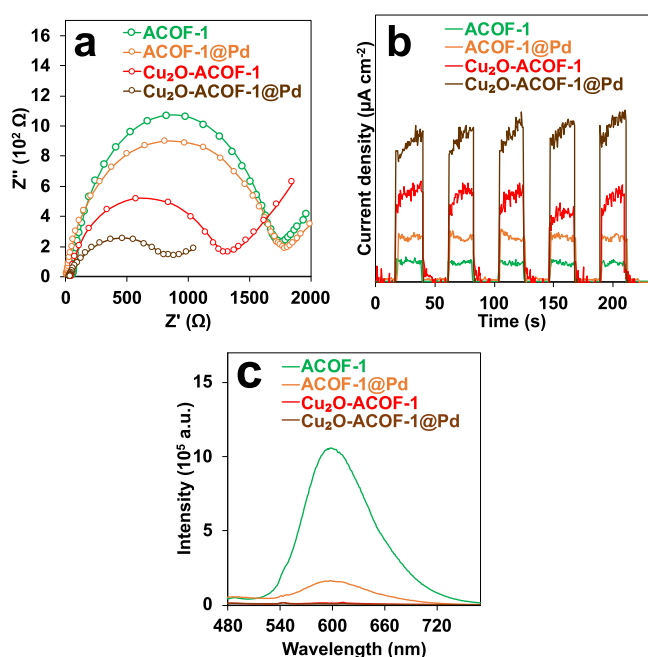 a
ACOF-1
ACOF-1@Pd
Cu₂O-ACOF-1
Cu₂O-ACOF-1@Pd
Z'' (10² Ω)
16
14
12
10
8
6
4
2
0
0
500
1000
1500
2000
Z' (Ω)
b
ACOF-1
ACOF-1@Pd
Cu₂O-ACOF-1
Cu₂O-ACOF-1@Pd
Current density (µA cm⁻²)
0
50
100
150
200
Time (s)
c
ACOF-1
ACOF-1@Pd
Cu₂O-ACOF-1
Cu₂O-ACOF-1@Pd
Intensity (10⁵ a.u.)
15
10
5
0
480
540
600
660
720
Wavelength (nm)